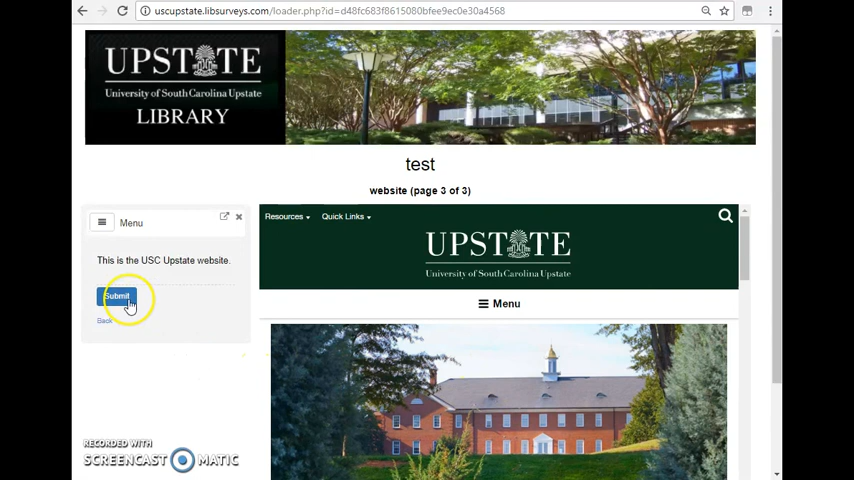 uscupstate.libsurveys.com/loader.php?id=d48fc683f8615080bfee9ec0e30a4568
UPSTATE
University of South Carolina Upstate
LIBRARY
test
website (page 3 of 3)
Menu
This is the USC Upstate website.
Submit
Back
Resources
Quick Links
UPSTATE
University of South Carolina Upstate
Menu
RECORDED WITH
SCREENCAST MATIC